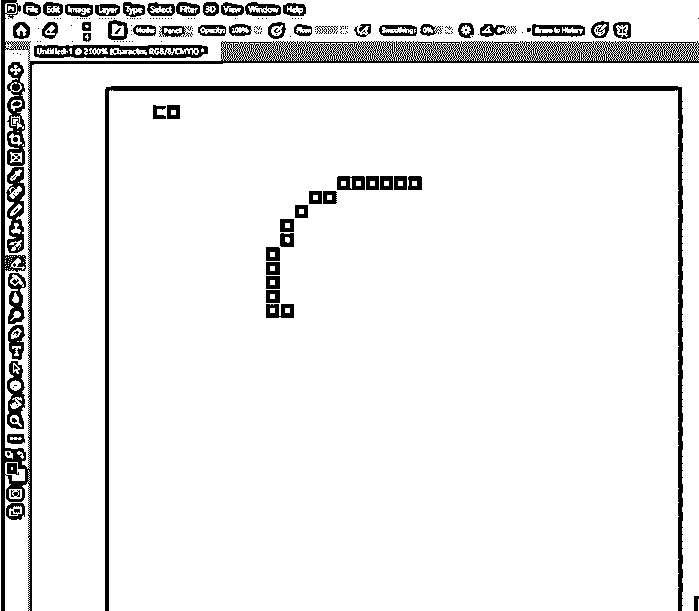 File Edit Image Layer Type Select Filter 3D View Window Help
Mode: Pencil Opacity: 100% Flow: Smoothing: 0% Erase to History
Untitled-1 @ 2100% (Character, RGB/8/CMYK) *